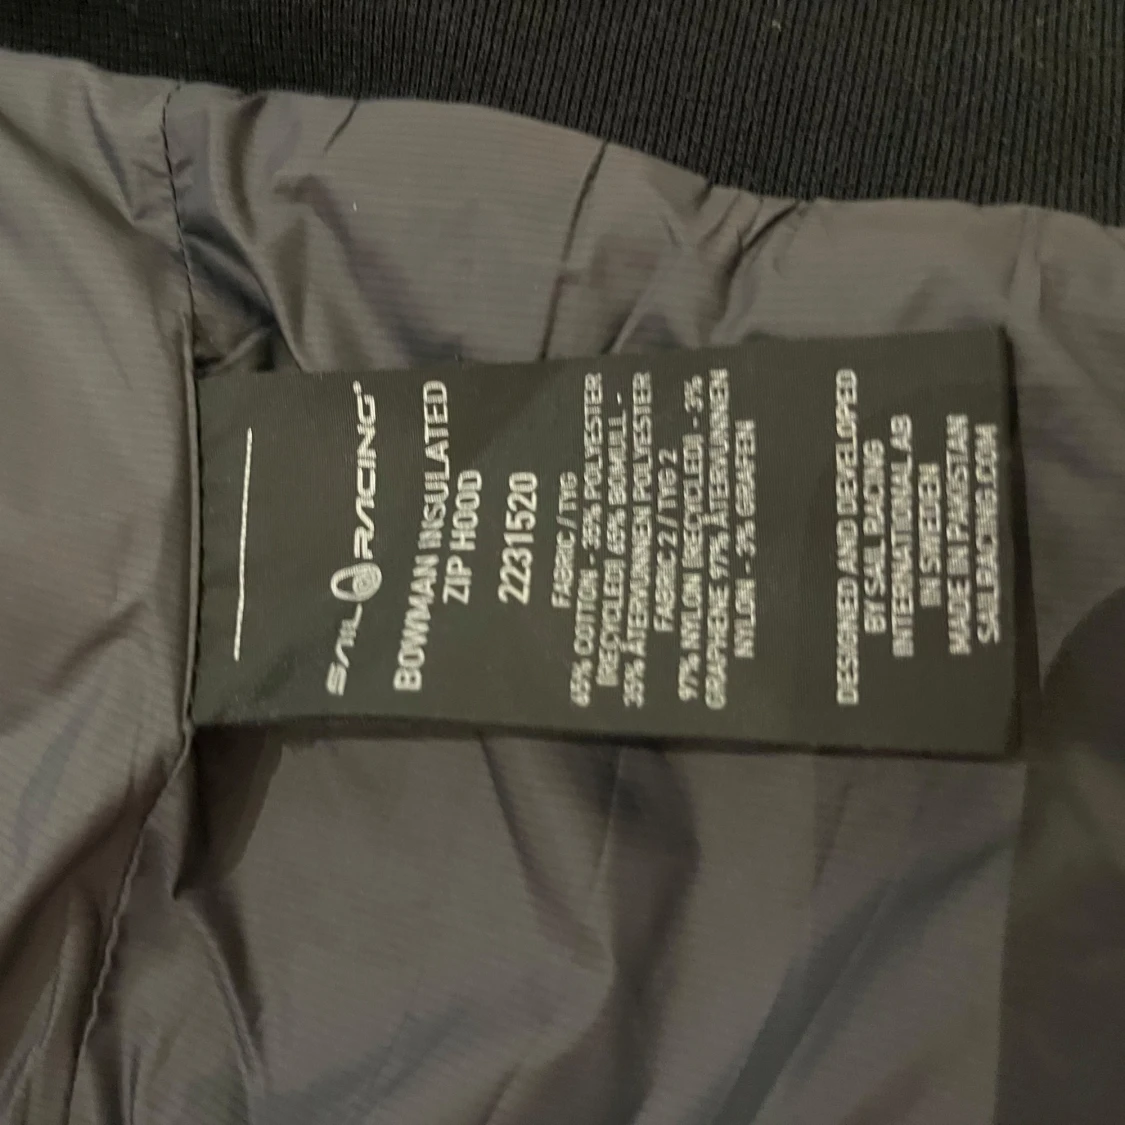 SAIL RACING®
BOWMAN INSULATED
ZIP HOOD
2231520
FABRIC / TYG
65% COTTON - 35% POLYESTER
(RECYCLED) 65% BOMULL -
35% ÅTERVUNNEN POLYESTER
FABRIC 2 / TYG 2
97% NYLON (RECYCLED) - 3%
GRAPHENE 97% ÅTERVUNNEN
NYLON - 3% GRAFEN
DESIGNED AND DEVELOPED
BY SAIL RACING
INTERNATIONAL AB
IN SWEDEN
MADE IN PAKISTAN
SAILRACING.COM